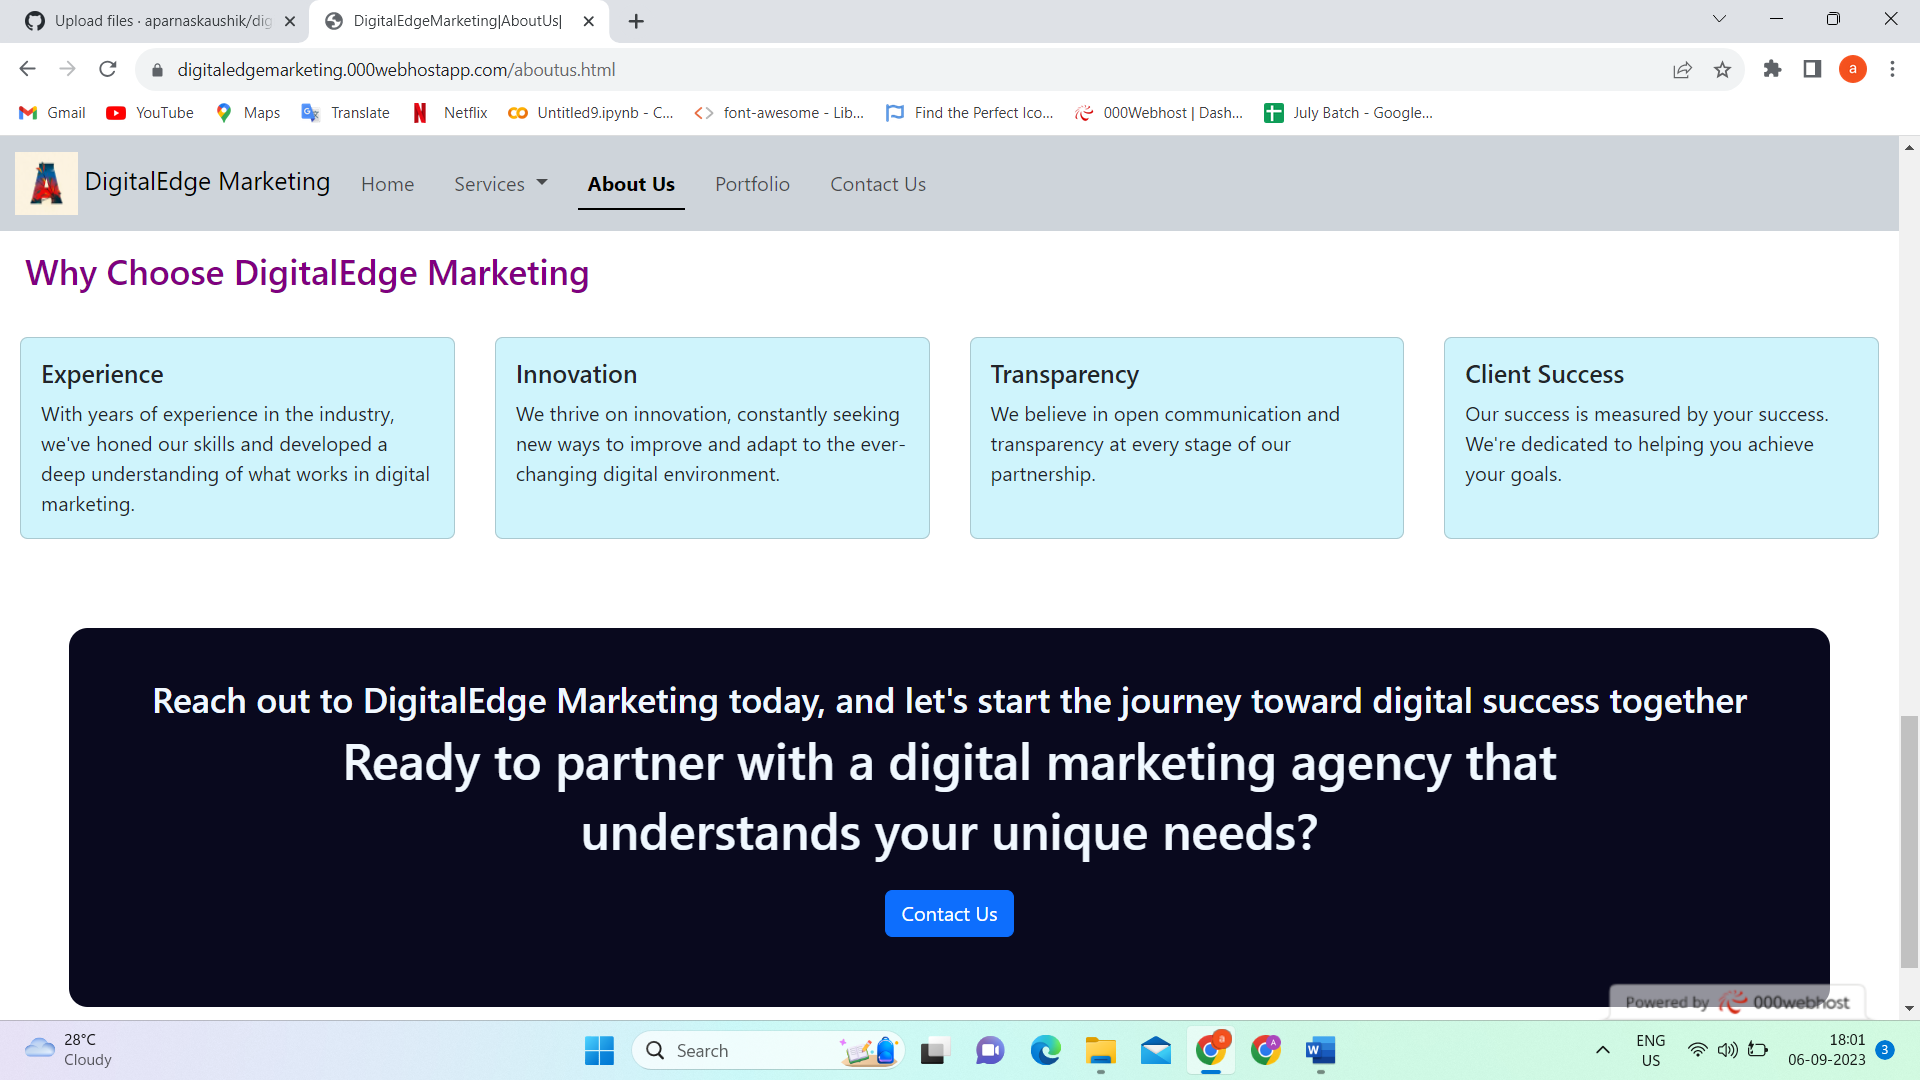 Upload files · aparnaskaushik/dig
DigitalEdgeMarketing|AboutUs|
digitaledgemarketing.000webhostapp.com/aboutus.html
a
Gmail
YouTube
Maps
Translate
Netflix
Untitled9.ipynb - C...
font-awesome - Lib...
Find the Perfect Ico...
000Webhost | Dash...
July Batch - Google...
DigitalEdge Marketing
Home
Services
About Us
Portfolio
Contact Us
Why Choose DigitalEdge Marketing
Experience
With years of experience in the industry,
we've honed our skills and developed a
deep understanding of what works in digital
marketing.
Innovation
We thrive on innovation, constantly seeking
new ways to improve and adapt to the ever-
changing digital environment.
Transparency
We believe in open communication and
transparency at every stage of our
partnership.
Client Success
Our success is measured by your success.
We're dedicated to helping you achieve
your goals.
Reach out to DigitalEdge Marketing today, and let's start the journey toward digital success together
Ready to partner with a digital marketing agency that
understands your unique needs?
Contact Us
Powered by 000webhost
28°C
Cloudy
Search
ENG
US
18:01
06-09-2023
3